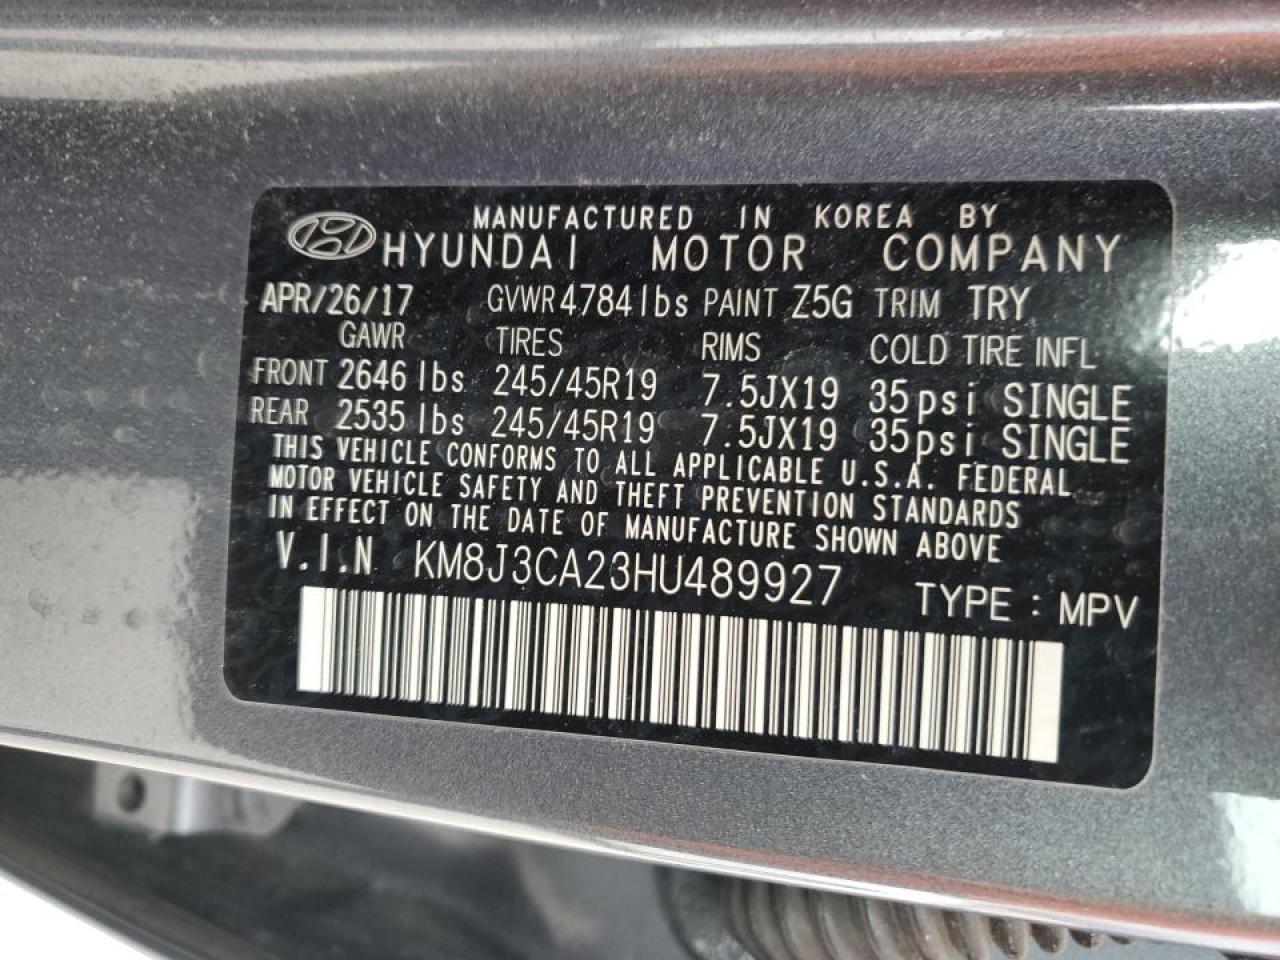 MANUFACTURED IN KOREA BY
HYUNDAI MOTOR COMPANY
APR/26/17 GVWR 4784 lbs PAINT Z5G TRIM TRY
GAWR TIRES RIMS COLD TIRE INFL
FRONT 2646 lbs 245/45R19 7.5JX19 35psi SINGLE
REAR 2535 lbs 245/45R19 7.5JX19 35psi SINGLE
THIS VEHICLE CONFORMS TO ALL APPLICABLE U.S.A. FEDERAL
MOTOR VEHICLE SAFETY AND THEFT PREVENTION STANDARDS
IN EFFECT ON THE DATE OF MANUFACTURE SHOWN ABOVE
V.I.N KM8J3CA23HU489927 TYPE : MPV